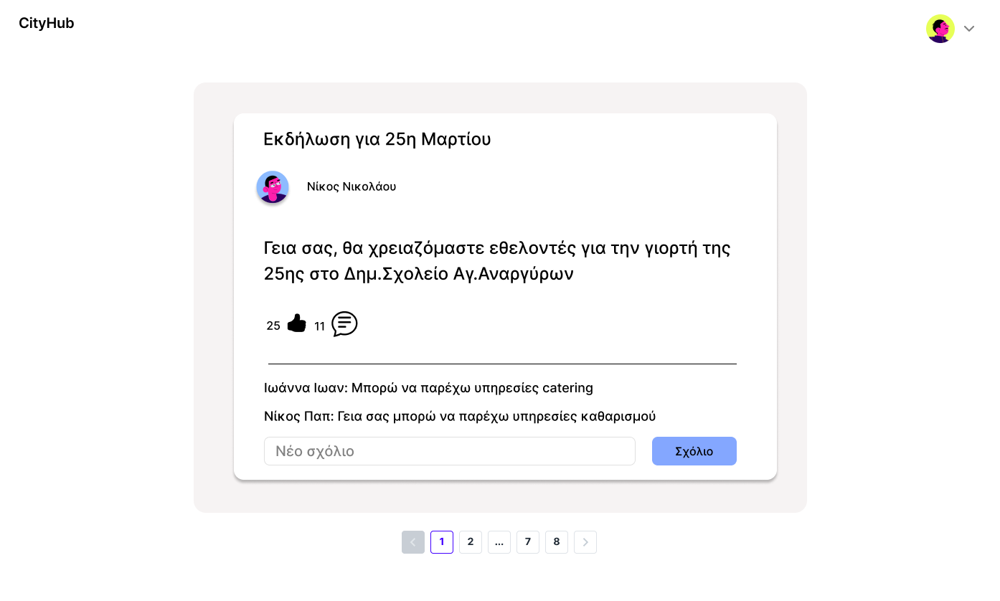 CityHub
Εκδήλωση για 25η Μαρτίου
Νίκος Νικολάου
Γεια σας, θα χρειαζόμαστε εθελοντές για την γιορτή της
25ης στο Δημ.Σχολείο Αγ.Αναργύρων
25 11
Ιωάννα Ιωαν: Μπορώ να παρέχω υπηρεσίες catering
Νίκος Παπ: Γεια σας μπορώ να παρέχω υπηρεσίες καθαρισμού
Νέο σχόλιο Σχόλιο
1 2 ... 7 8